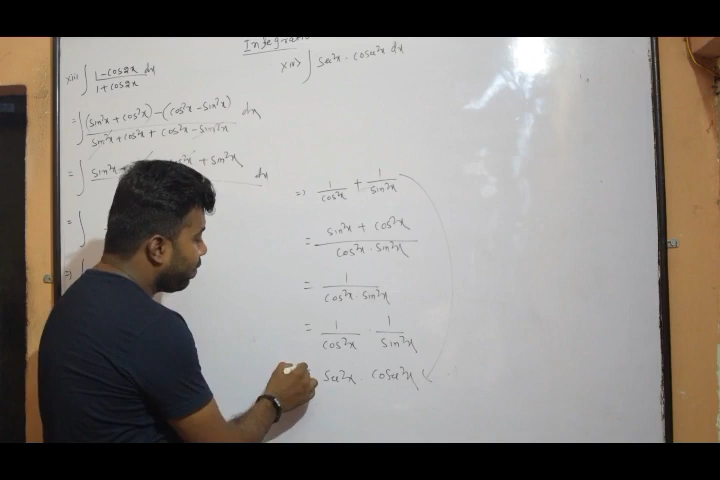 Integrati
xiii) ∫ (1-cos2x)/(1+cos2x) dx
= ∫ ((sin²x + cos²x) - (cos²x - sin²x))/(sin²x + cos²x + cos²x - sin²x) dx
= ∫ sin²x + sin²x dx
= ∫
⇒ ∫
xiv) ∫ sec²x · cosec²x dx
⇒ 1/cos²x + 1/sin²x
= (sin²x + cos²x)/(cos²x · sin²x)
= 1/(cos²x · sin²x)
= 1/cos²x · 1/sin²x
sec²x · cosec²x